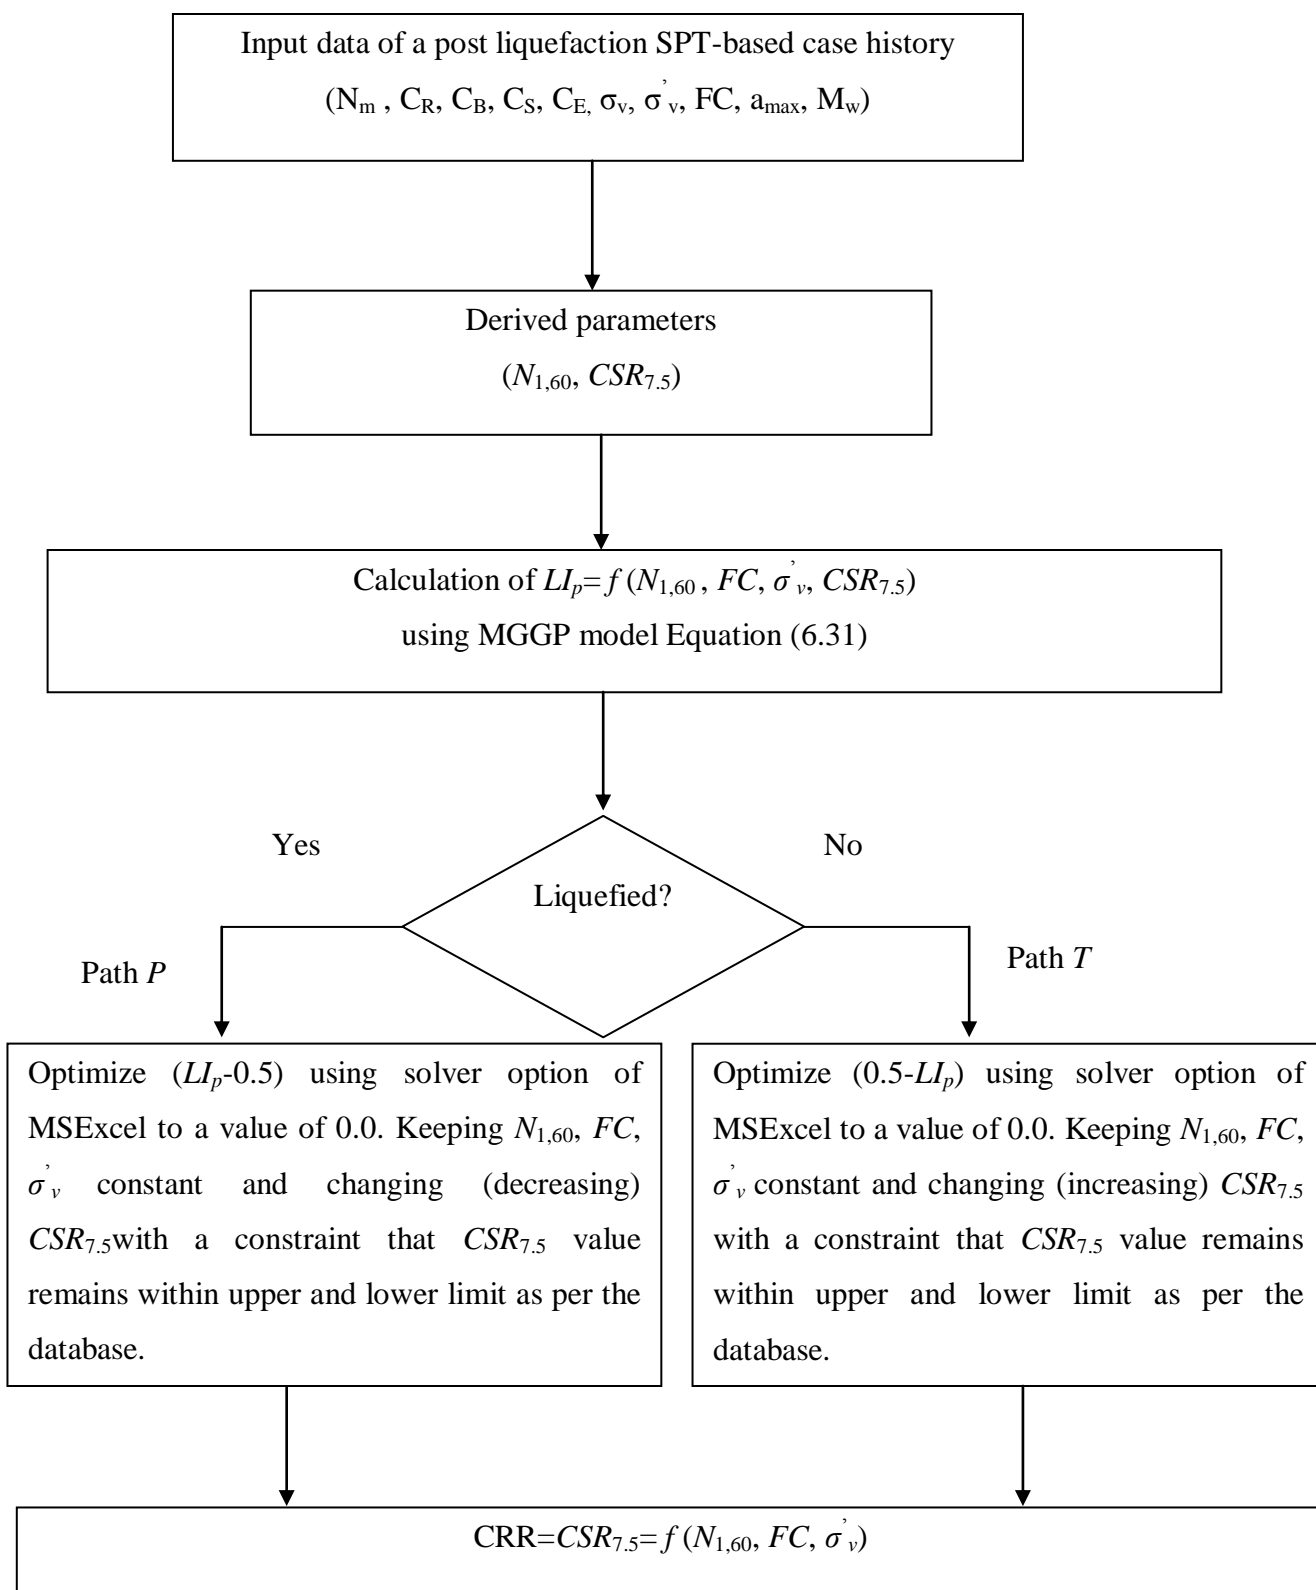 Input data of a post liquefaction SPT-based case history
(Nm , CR, CB, CS, CE, σv, σ'v, FC, amax, Mw)
Derived parameters
(N1,60, CSR7.5)
Calculation of LIp=f (N1,60 , FC, σ'v, CSR7.5)
using MGGP model Equation (6.31)
Yes
No
Liquefied?
Path P
Path T
Optimize (LIp-0.5) using solver option of
MSExcel to a value of 0.0. Keeping N1,60, FC,
σ'v constant and changing (decreasing)
CSR7.5with a constraint that CSR7.5 value
remains within upper and lower limit as per the
database.
Optimize (0.5-LIp) using solver option of
MSExcel to a value of 0.0. Keeping N1,60, FC,
σ'v constant and changing (increasing) CSR7.5
with a constraint that CSR7.5 value remains
within upper and lower limit as per the
database.
CRR=CSR7.5=f (N1,60, FC, σ'v)